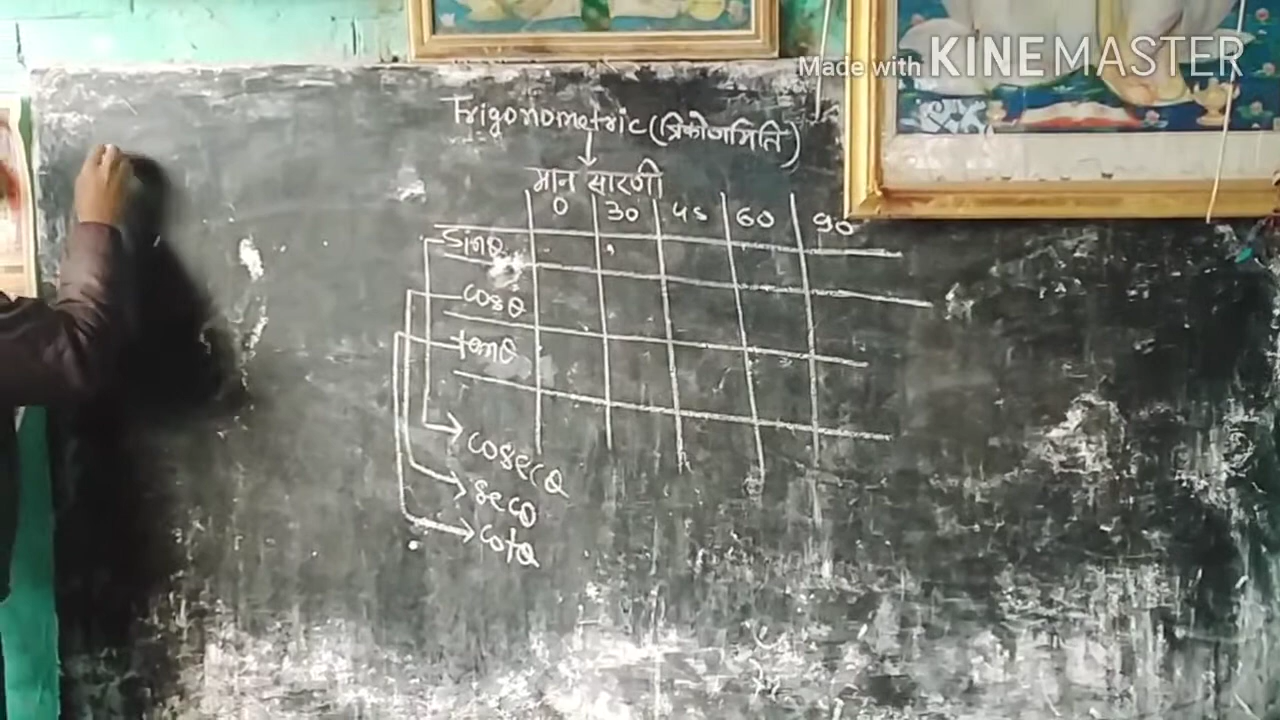 Made with KINEMASTER
Trigonometric (त्रिकोणमिति)
मान सारणी
0 30 45 60 90
sinθ
cosθ
tanθ
cosecθ
secθ
cotθ